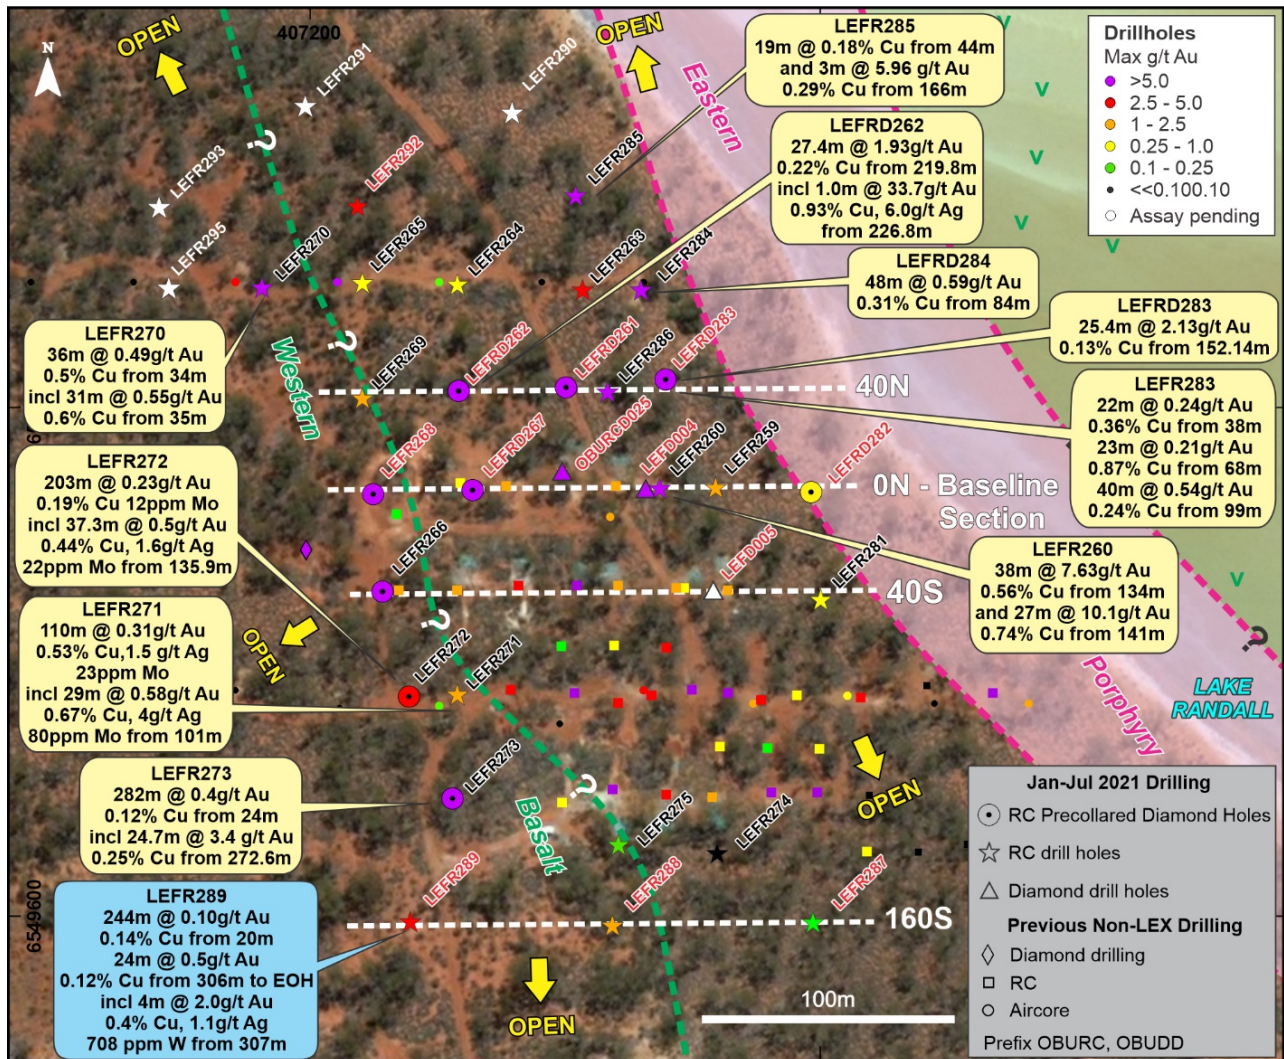 OPEN
407200
OPEN
N
LEFR291
LEFR290
Eastern
LEFR285
19m @ 0.18% Cu from 44m
and 3m @ 5.96 g/t Au
0.29% Cu from 166m
Drillholes
Max g/t Au
>5.0
2.5 - 5.0
1 - 2.5
0.25 - 1.0
0.1 - 0.25
<<0.100.10
Assay pending
LEFRD262
27.4m @ 1.93g/t Au
0.22% Cu from 219.8m
incl 1.0m @ 33.7g/t Au
0.93% Cu, 6.0g/t Ag
from 226.8m
?
LEFR293
LEFR292
LEFR285
LEFR295
LEFR270
LEFR265
LEFR264
LEFR263
LEFR284
LEFRD284
48m @ 0.59g/t Au
0.31% Cu from 84m
LEFRD283
25.4m @ 2.13g/t Au
0.13% Cu from 152.14m
LEFR270
36m @ 0.49g/t Au
0.5% Cu from 34m
incl 31m @ 0.55g/t Au
0.6% Cu from 35m
Western
?
LEFR269
LEFRD262
LEFRD261
LEFR286
LEFRD283
40N
LEFR283
22m @ 0.24g/t Au
0.36% Cu from 38m
23m @ 0.21g/t Au
0.87% Cu from 68m
40m @ 0.54g/t Au
0.24% Cu from 99m
LEFR272
203m @ 0.23g/t Au
0.19% Cu 12ppm Mo
incl 37.3m @ 0.5g/t Au
0.44% Cu, 1.6g/t Ag
22ppm Mo from 135.9m
LEFR268
LEFRD267
OBURCD025
LEFD004
LEFR260
LEFR259
LEFRD282
0N - Baseline
Section
LEFR260
38m @ 7.63g/t Au
0.56% Cu from 134m
and 27m @ 10.1g/t Au
0.74% Cu from 141m
LEFR266
LEFD005
LEFR281
40S
LEFR271
110m @ 0.31g/t Au
0.53% Cu,1.5 g/t Ag
23ppm Mo
incl 29m @ 0.58g/t Au
0.67% Cu, 4g/t Ag
80ppm Mo from 101m
OPEN
?
LEFR272
LEFR271
?
Porphyry
LAKE
RANDALL
LEFR273
282m @ 0.4g/t Au
0.12% Cu from 24m
incl 24.7m @ 3.4 g/t Au
0.25% Cu from 272.6m
LEFR273
Basalt
?
LEFR275
LEFR274
OPEN
LEFR289
244m @ 0.10g/t Au
0.14% Cu from 20m
24m @ 0.5g/t Au
0.12% Cu from 306m to EOH
incl 4m @ 2.0g/t Au
0.4% Cu, 1.1g/t Ag
708 ppm W from 307m
6549600
LEFR289
LEFR288
LEFR287
160S
OPEN
100m
Jan-Jul 2021 Drilling
RC Precollared Diamond Holes
RC drill holes
Diamond drill holes
Previous Non-LEX Drilling
Diamond drilling
RC
Aircore
Prefix OBURC, OBUDD